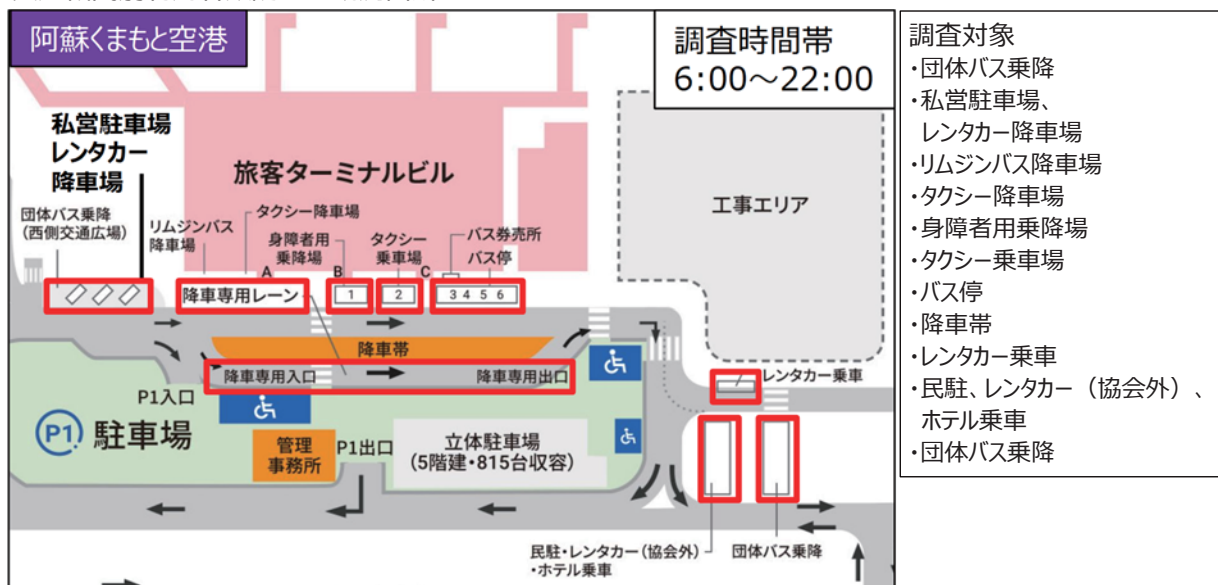 阿蘇くまもと空港
調査時間帯
6:00～22:00
私営駐車場
レンタカー
降車場
旅客ターミナルビル
団体バス乗降
（西側交通広場）
リムジンバス
降車場
タクシー降車場
身障者用
乗降場
タクシー
乗車場
バス券売所
バス停
A
B
C
降車専用レーン
1
2
3 4 5 6
工事エリア
降車帯
降車専用入口
降車専用出口
レンタカー乗車
P1入口
P1
駐車場
管理
事務所
P1出口
立体駐車場
（5階建・815台収容）
民駐・レンタカー（協会外）
・ホテル乗車
団体バス乗降
調査対象
・団体バス乗降
・私営駐車場、
レンタカー降車場
・リムジンバス降車場
・タクシー降車場
・身障者用乗降場
・タクシー乗車場
・バス停
・降車帯
・レンタカー乗車
・民駐、レンタカー（協会外）、
ホテル乗車
・団体バス乗降